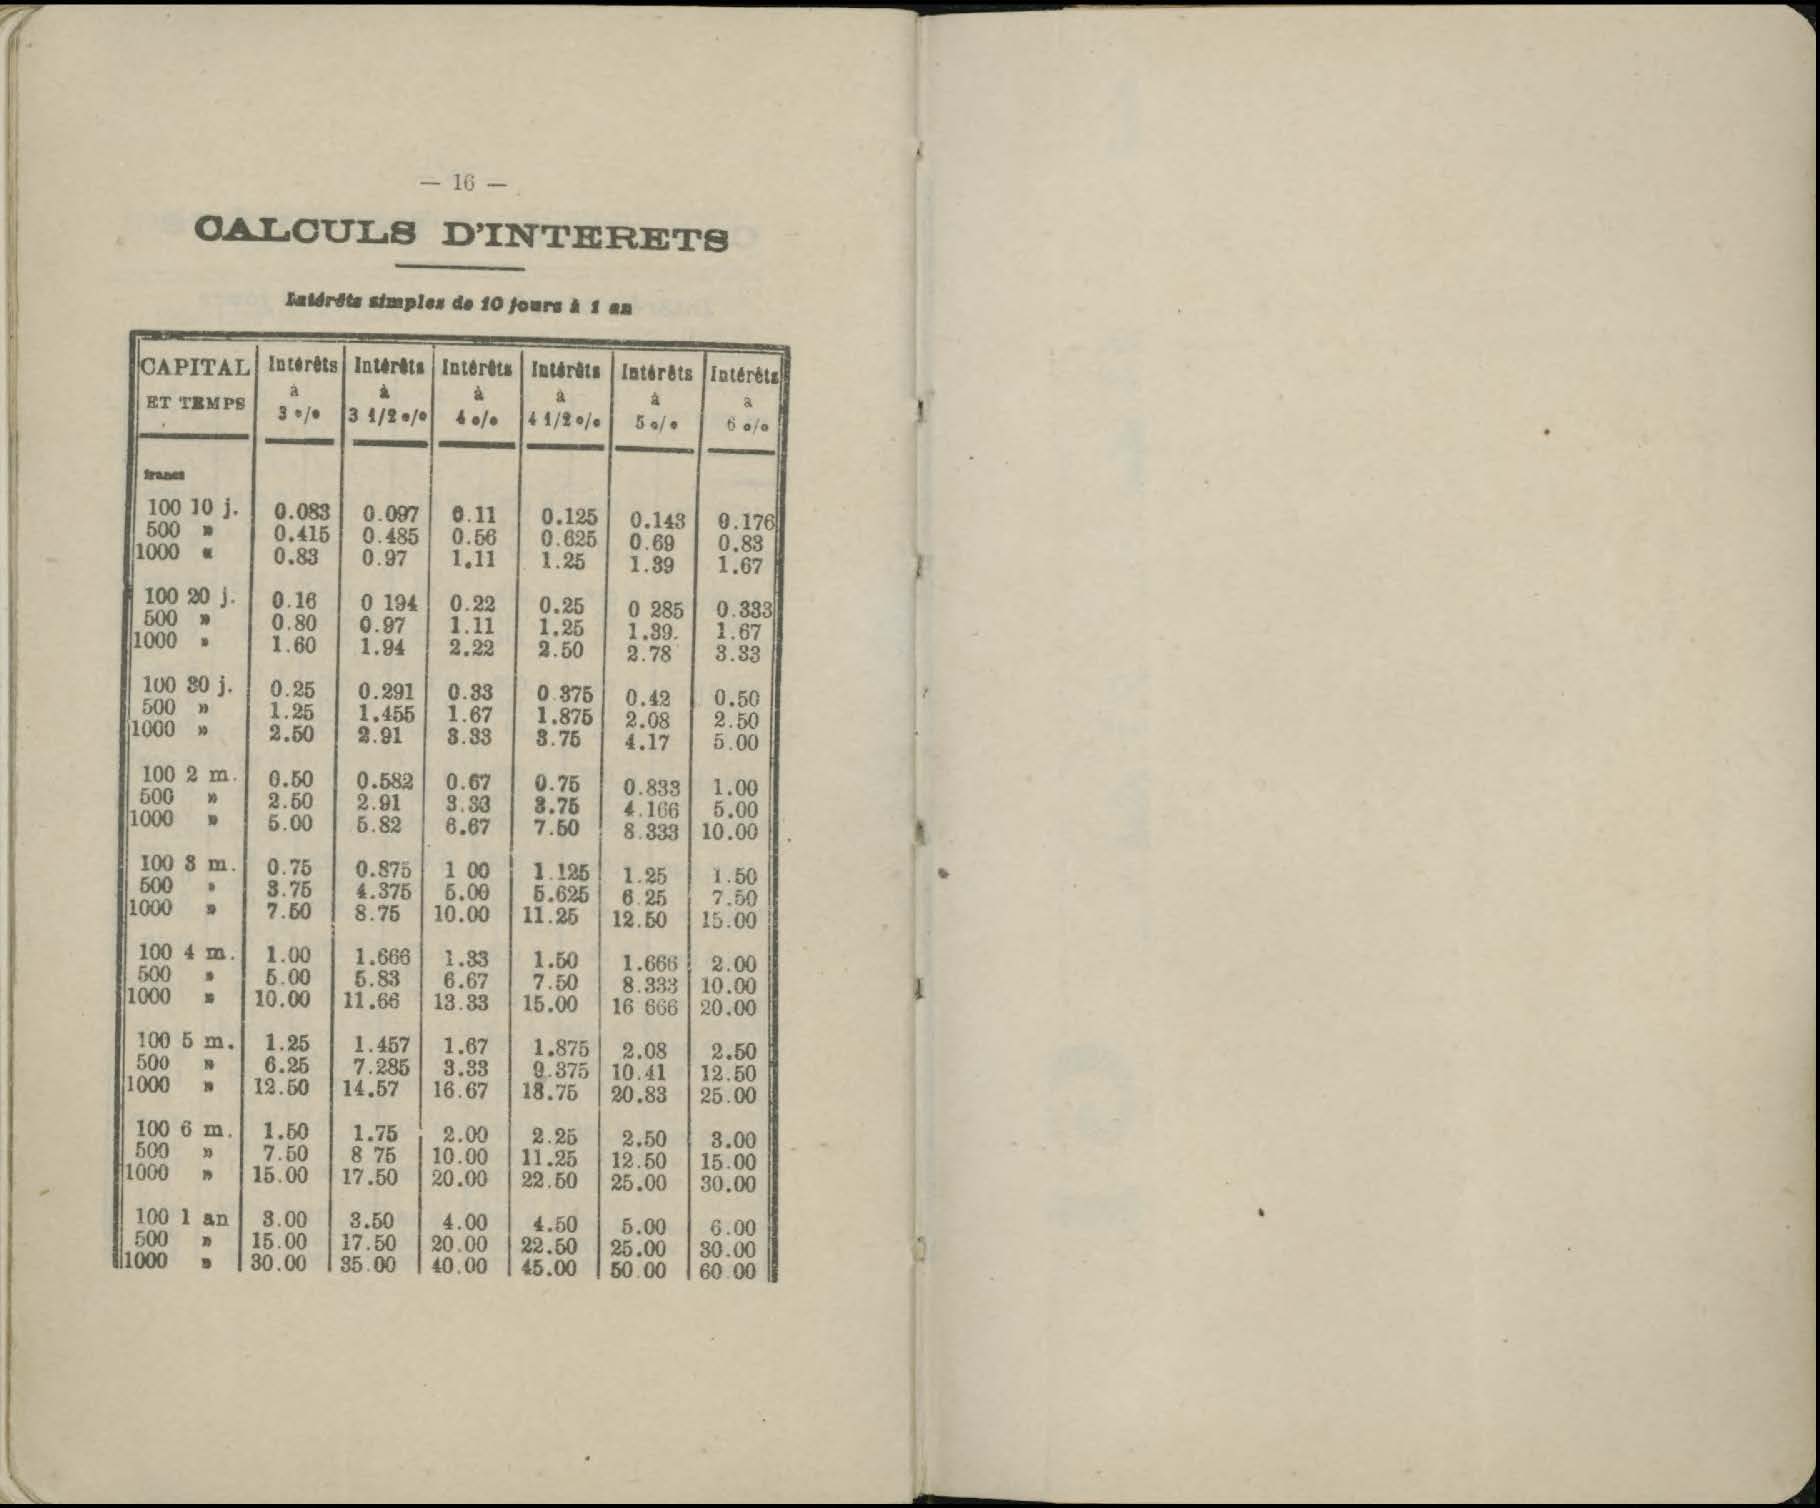 — 16 —
CALCULS D'INTERETS
Intérêts simples de 10 jours à 1 an
CAPITAL ET TEMPS | Intérêts à 3 o/o | Intérêts à 3 1/2 o/o | Intérêts à 4 o/o | Intérêts à 4 1/2 o/o | Intérêts à 5 o/o | Intérêts à 6 o/o
francs
100 10 j. 0.083 0.097 0.11 0.125 0.143 0.176
500 » 0.415 0.485 0.56 0.625 0.69 0.83
1000 « 0.83 0.97 1.11 1.25 1.39 1.67
100 20 j. 0.16 0 194 0.22 0.25 0 285 0.333
500 » 0.80 0.97 1.11 1.25 1.39. 1.67
1000 » 1.60 1.94 2.22 2.50 2.78 3.33
100 30 j. 0.25 0.291 0.33 0 375 0.42 0.50
500 » 1.25 1.455 1.67 1.875 2.08 2.50
1000 » 2.50 2.91 3.33 3.75 4.17 5.00
100 2 m. 0.50 0.582 0.67 0.75 0.833 1.00
500 » 2.50 2.91 3.33 3.75 4.166 5.00
1000 » 5.00 5.82 6.67 7.50 8.333 10.00
100 3 m. 0.75 0.875 1 00 1.125 1.25 1.50
500 » 3.75 4.375 5.00 5.625 6 25 7.50
1000 » 7.50 8.75 10.00 11.25 12.50 15.00
100 4 m. 1.00 1.666 1.33 1.50 1.666 2.00
500 » 5.00 5.83 6.67 7.50 8.333 10.00
1000 » 10.00 11.66 13.33 15.00 16 666 20.00
100 5 m. 1.25 1.457 1.67 1.875 2.08 2.50
500 » 6.25 7.285 3.33 9.375 10.41 12.50
1000 » 12.50 14.57 16.67 18.75 20.83 25.00
100 6 m. 1.50 1.75 2.00 2.25 2.50 3.00
500 » 7.50 8 75 10.00 11.25 12.50 15.00
1000 » 15.00 17.50 20.00 22.50 25.00 30.00
100 1 an 3.00 3.50 4.00 4.50 5.00 6.00
500 » 15.00 17.50 20.00 22.50 25.00 30.00
1000 » 30.00 35.00 40.00 45.00 50.00 60 00